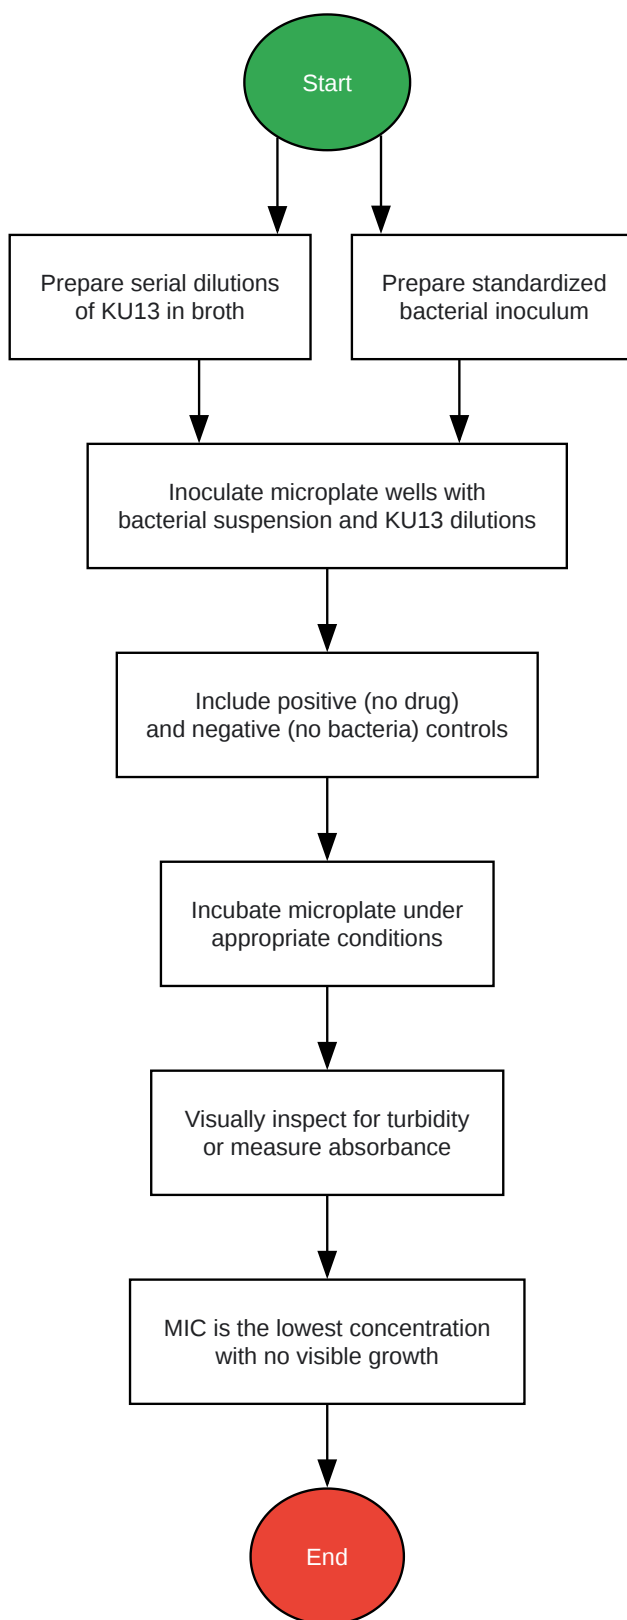 Start
Prepare serial dilutions
of KU13 in broth
Prepare standardized
bacterial inoculum
Inoculate microplate wells with
bacterial suspension and KU13 dilutions
Include positive (no drug)
and negative (no bacteria) controls
Incubate microplate under
appropriate conditions
Visually inspect for turbidity
or measure absorbance
MIC is the lowest concentration
with no visible growth
End